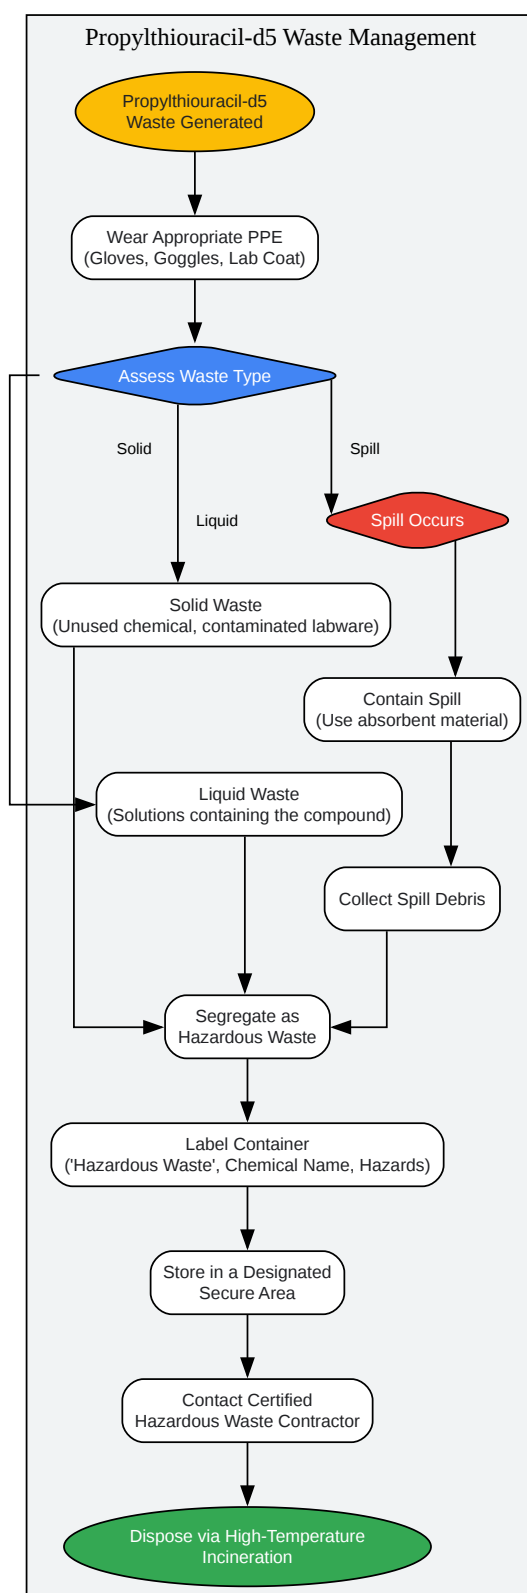 Propylthiouracil-d5 Waste Management
Propylthiouracil-d5
Waste Generated
Wear Appropriate PPE
(Gloves, Goggles, Lab Coat)
Assess Waste Type
Solid
Spill
Liquid
Spill Occurs
Solid Waste
(Unused chemical, contaminated labware)
Contain Spill
(Use absorbent material)
Liquid Waste
(Solutions containing the compound)
Collect Spill Debris
Segregate as
Hazardous Waste
Label Container
('Hazardous Waste', Chemical Name, Hazards)
Store in a Designated
Secure Area
Contact Certified
Hazardous Waste Contractor
Dispose via High-Temperature
Incineration